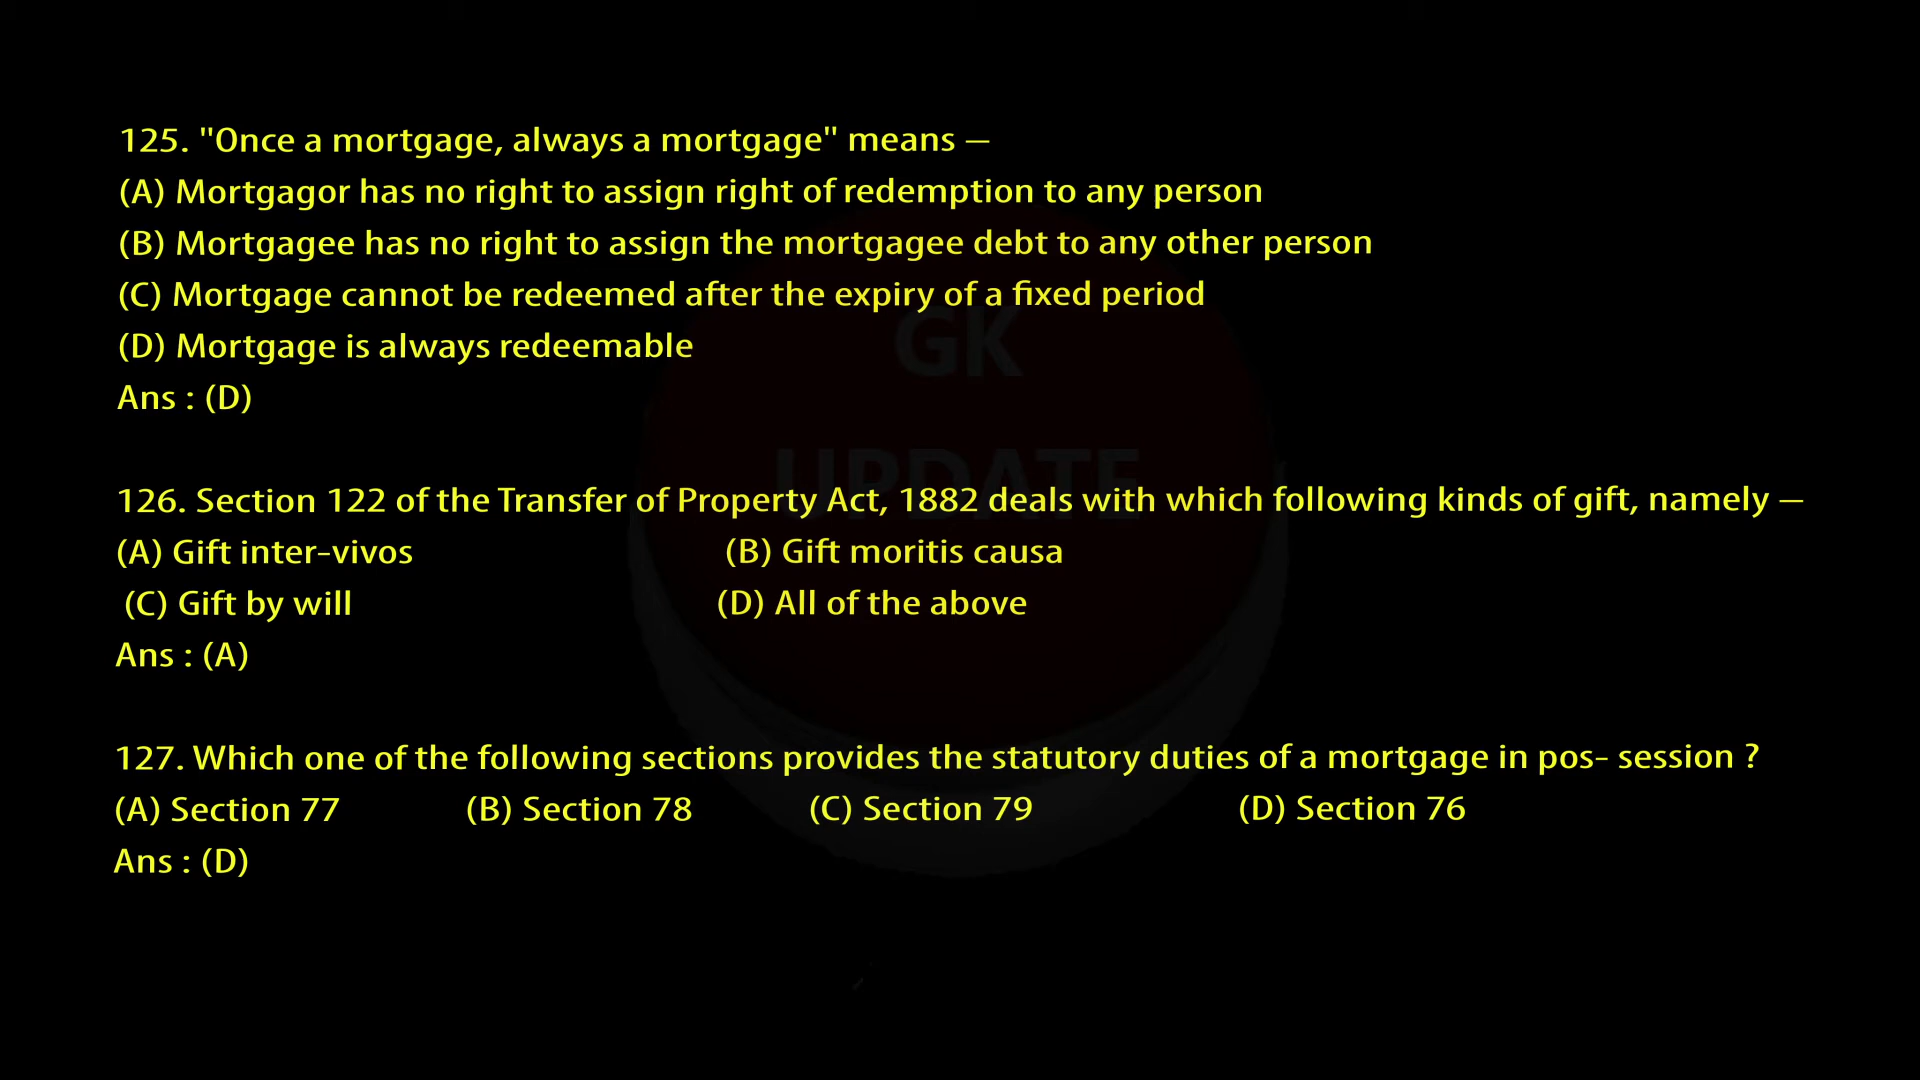 125. "Once a mortgage, always a mortgage" means —
(A) Mortgagor has no right to assign right of redemption to any person
(B) Mortgagee has no right to assign the mortgagee debt to any other person
(C) Mortgage cannot be redeemed after the expiry of a fixed period
(D) Mortgage is always redeemable
Ans : (D)
126. Section 122 of the Transfer of Property Act, 1882 deals with which following kinds of gift, namely —
(A) Gift inter-vivos (B) Gift moritis causa
(C) Gift by will (D) All of the above
Ans : (A)
127. Which one of the following sections provides the statutory duties of a mortgage in pos- session ?
(A) Section 77 (B) Section 78 (C) Section 79 (D) Section 76
Ans : (D)
GK
UPDATE